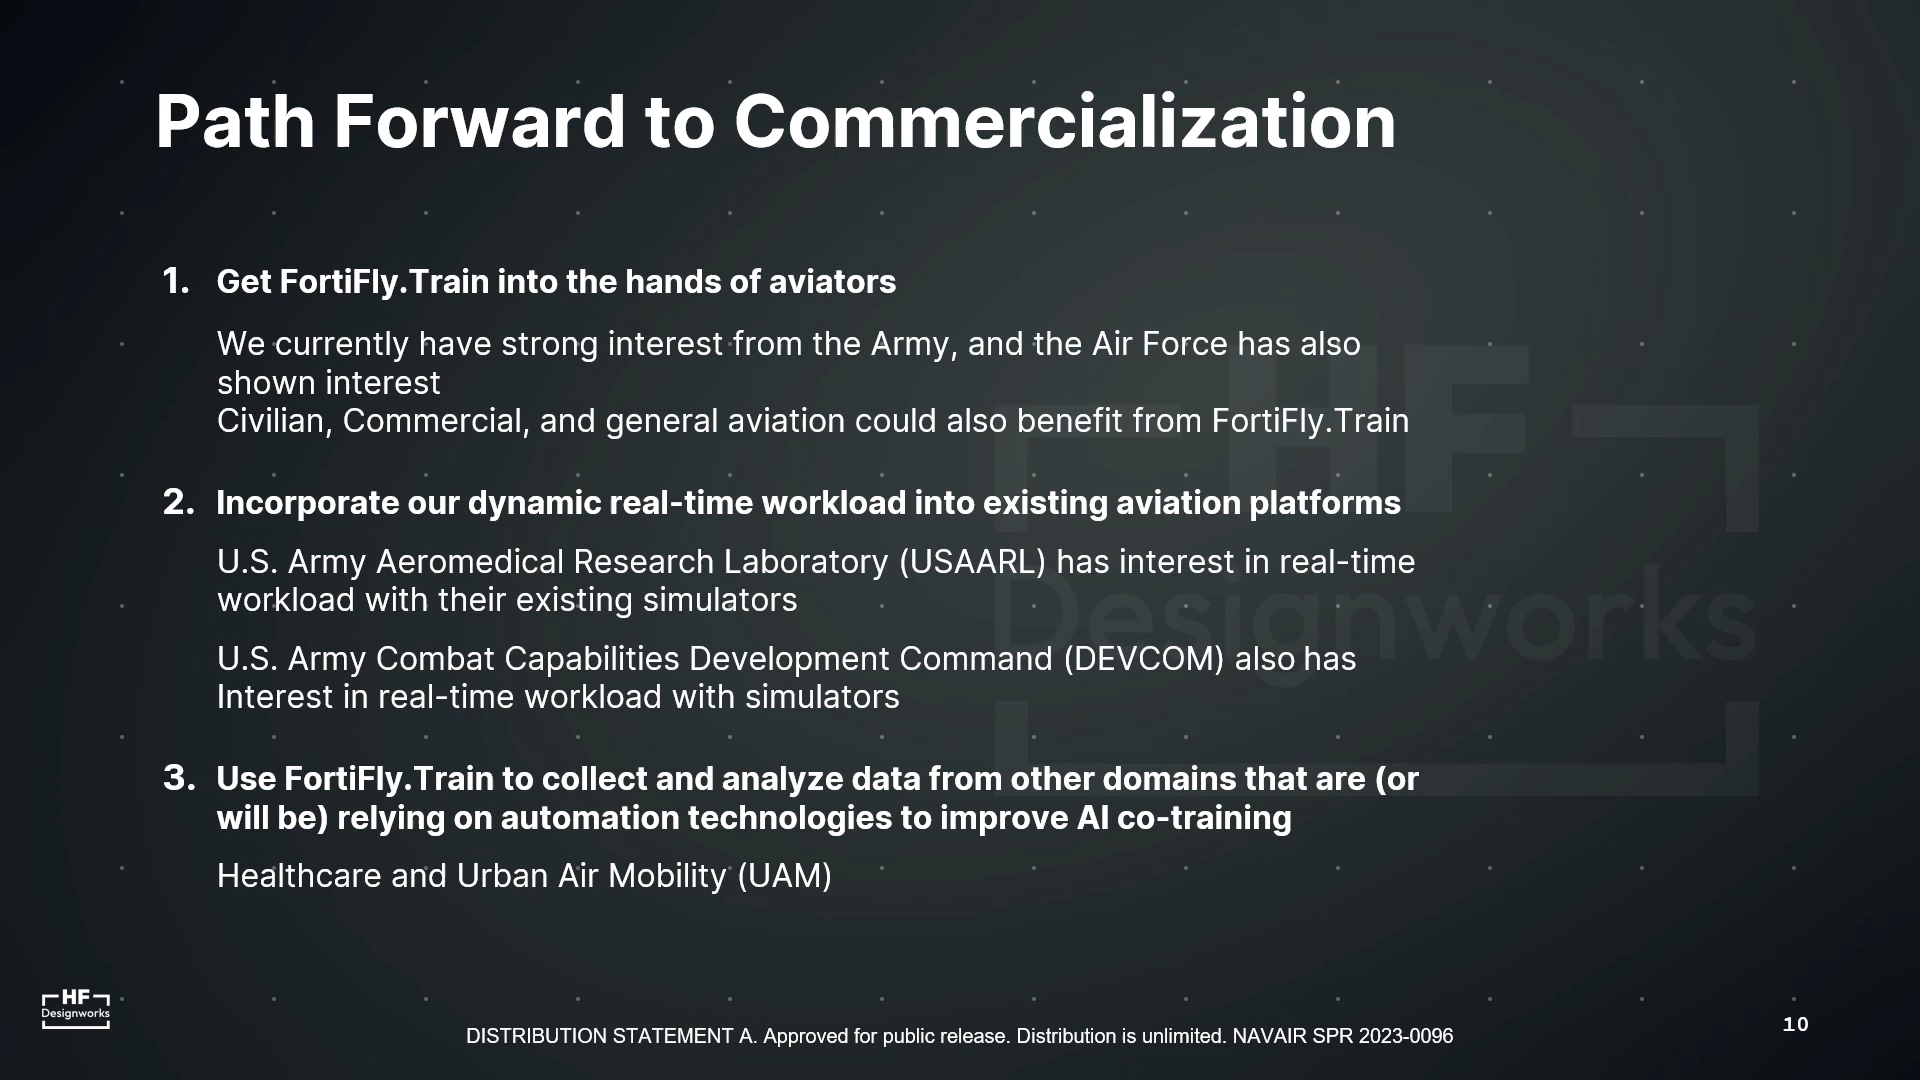 Path Forward to Commercialization
1. Get FortiFly.Train into the hands of aviators
We currently have strong interest from the Army, and the Air Force has also
shown interest
Civilian, Commercial, and general aviation could also benefit from FortiFly.Train
2. Incorporate our dynamic real-time workload into existing aviation platforms
U.S. Army Aeromedical Research Laboratory (USAARL) has interest in real-time
workload with their existing simulators
U.S. Army Combat Capabilities Development Command (DEVCOM) also has
Interest in real-time workload with simulators
3. Use FortiFly.Train to collect and analyze data from other domains that are (or
will be) relying on automation technologies to improve AI co-training
Healthcare and Urban Air Mobility (UAM)
HF
Designworks
HF
Designworks
DISTRIBUTION STATEMENT A. Approved for public release. Distribution is unlimited. NAVAIR SPR 2023-0096
10